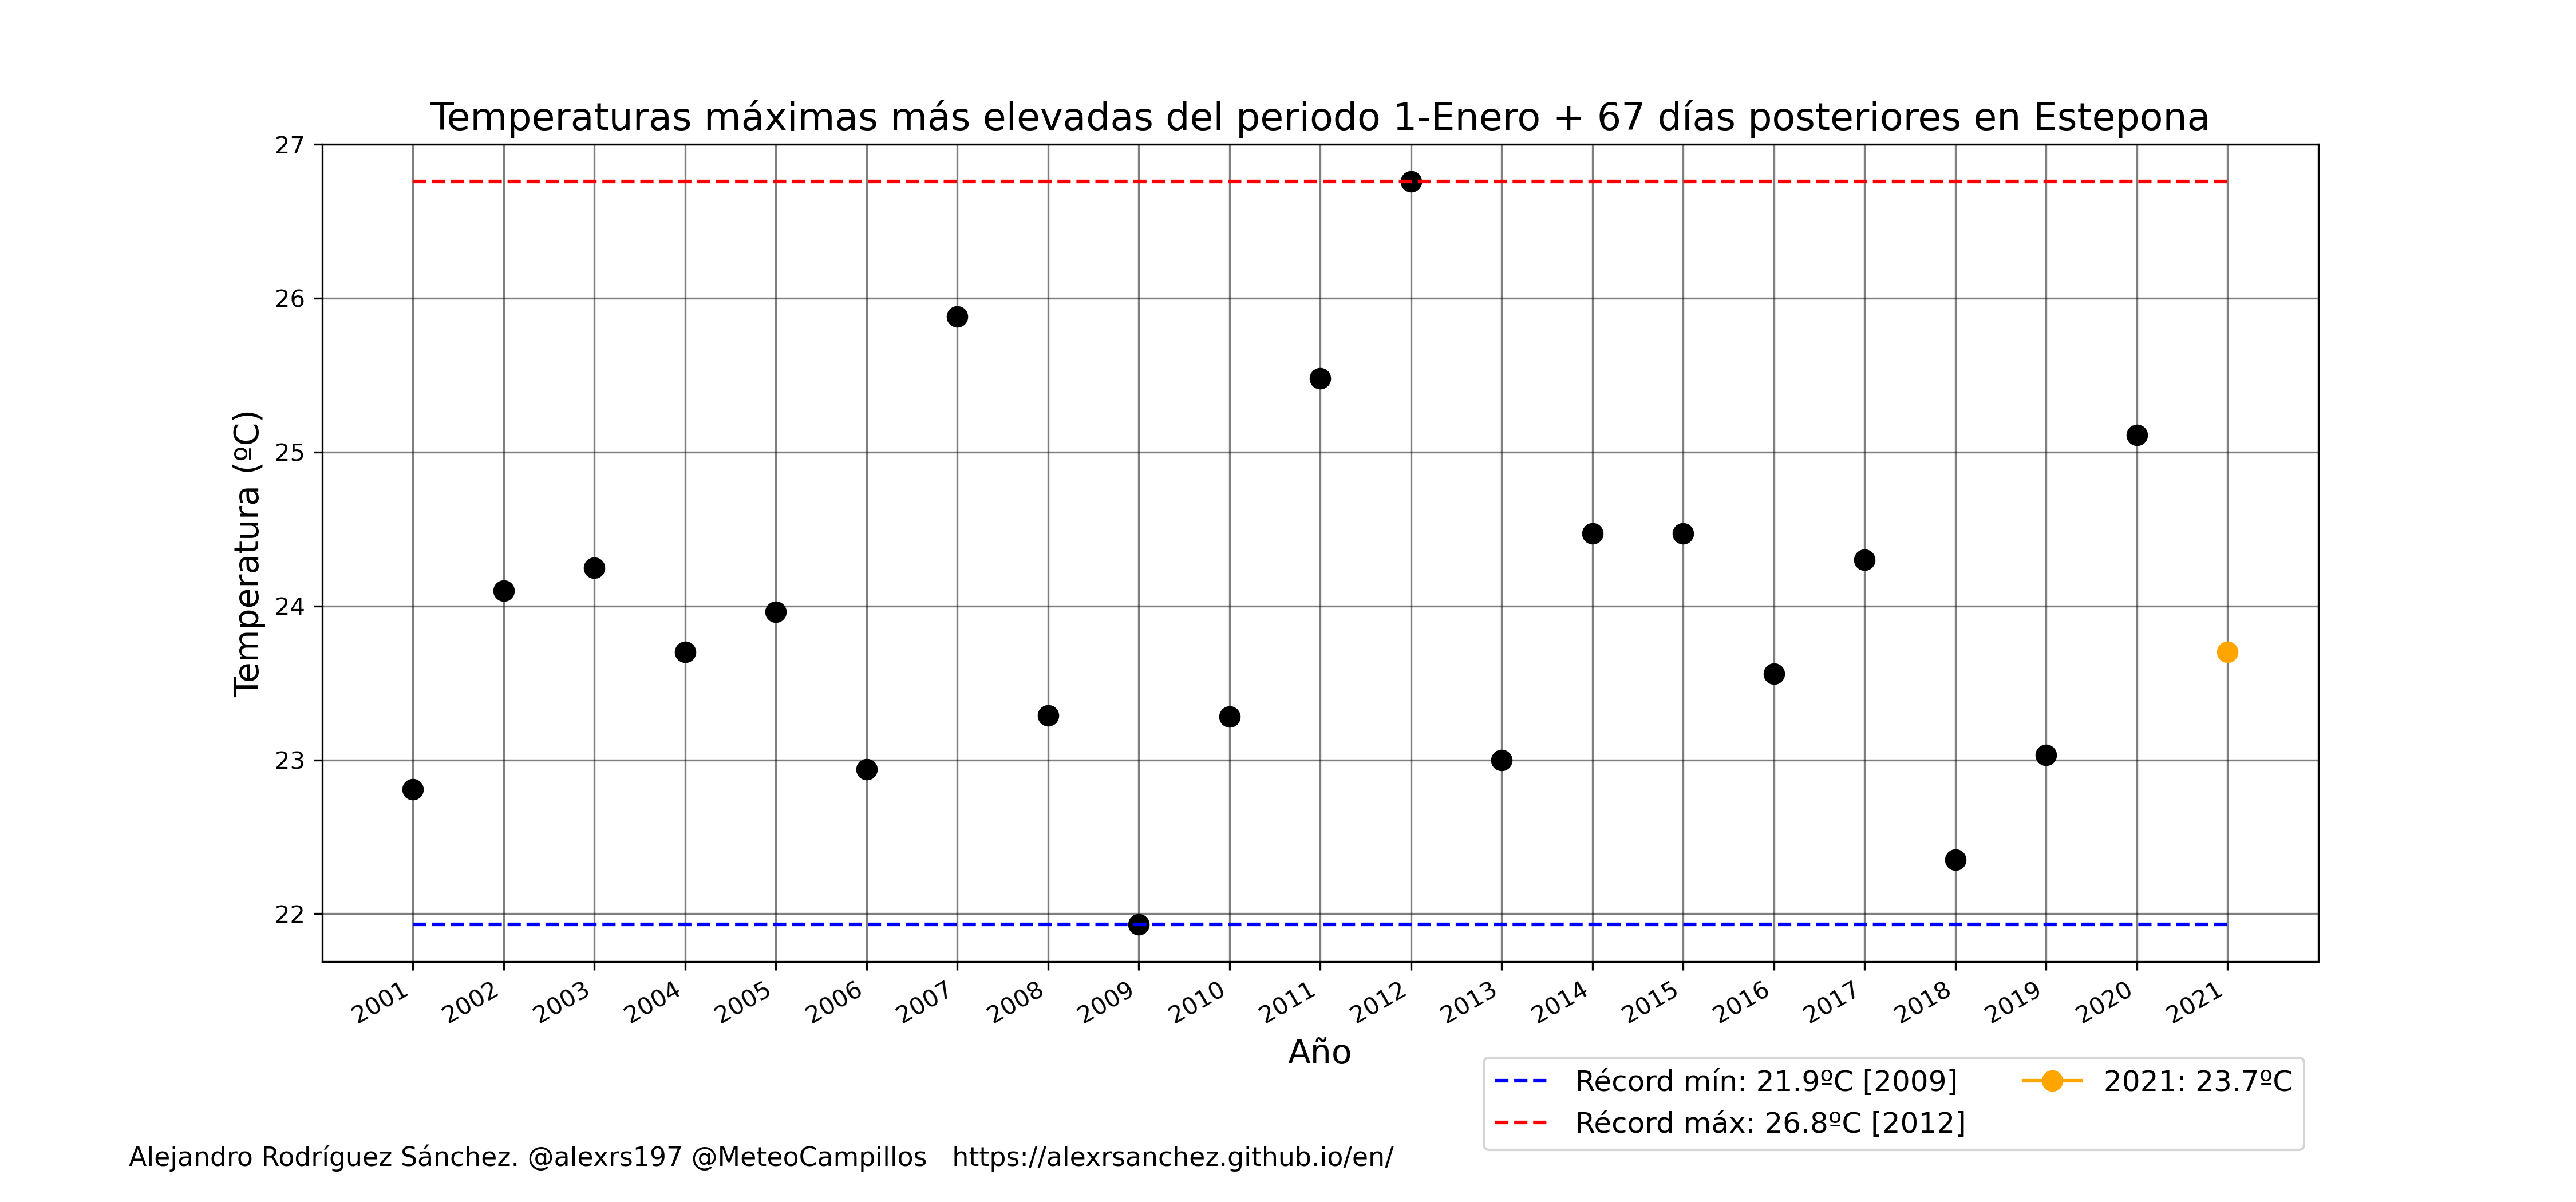 Temperaturas máximas más elevadas del periodo 1-Enero + 67 días posteriores en Estepona
Temperatura (ºC)
27
26
25
24
23
22
2001 2002 2003 2004 2005 2006 2007 2008 2009 2010 2011 2012 2013 2014 2015 2016 2017 2018 2019 2020 2021
Año
Récord mín: 21.9ºC [2009]
Récord máx: 26.8ºC [2012]
2021: 23.7ºC
Alejandro Rodríguez Sánchez. @alexrs197 @MeteoCampillos https://alexrsanchez.github.io/en/